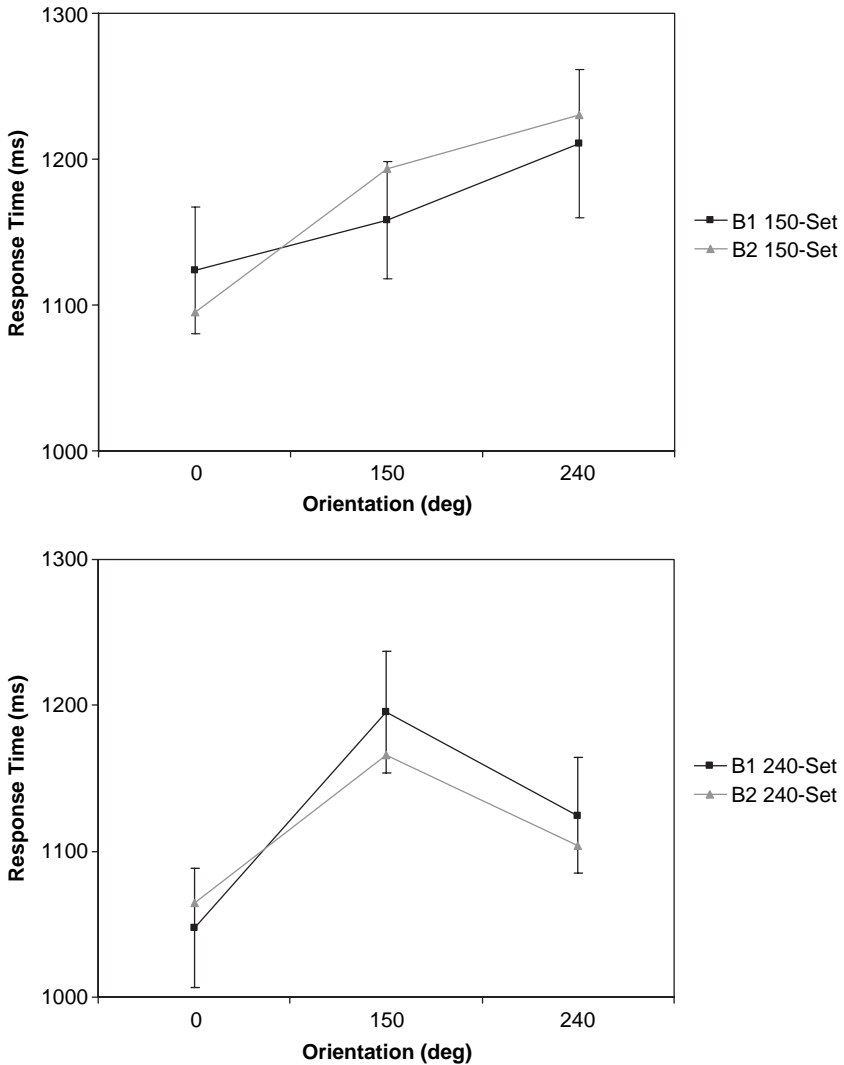 1300
1200
1100
1000
Response Time (ms)
0 150 240
Orientation (deg)
B1 150-Set
B2 150-Set
1300
1200
1100
1000
Response Time (ms)
0 150 240
Orientation (deg)
B1 240-Set
B2 240-Set